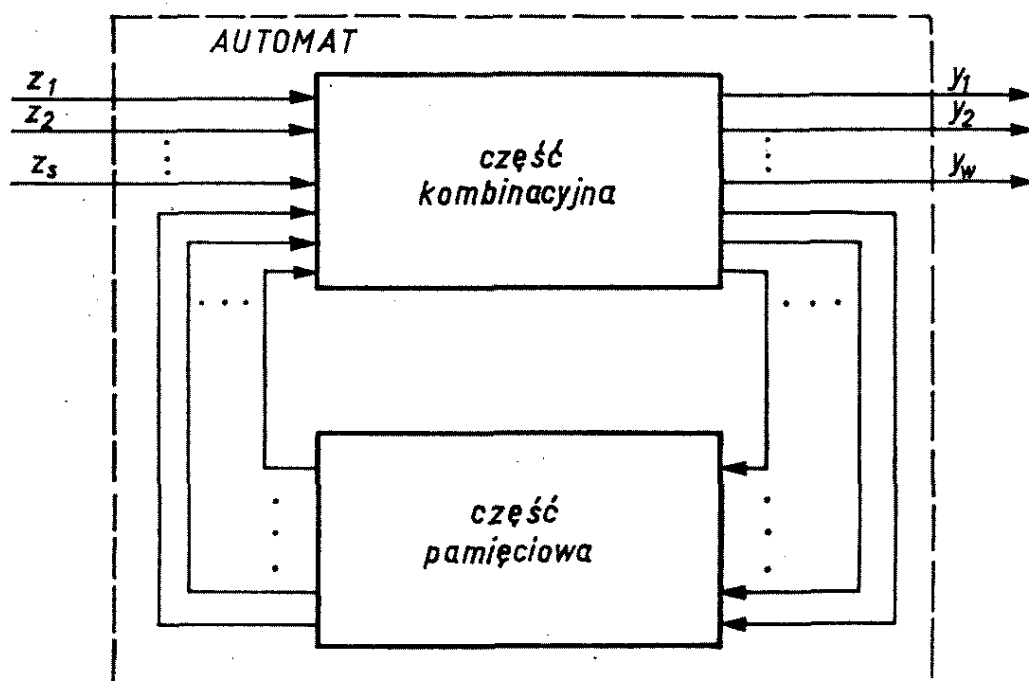 AUTOMAT
z1
z2
zs
część
kombinacyjna
y1
y2
yw
część
pamięciowa